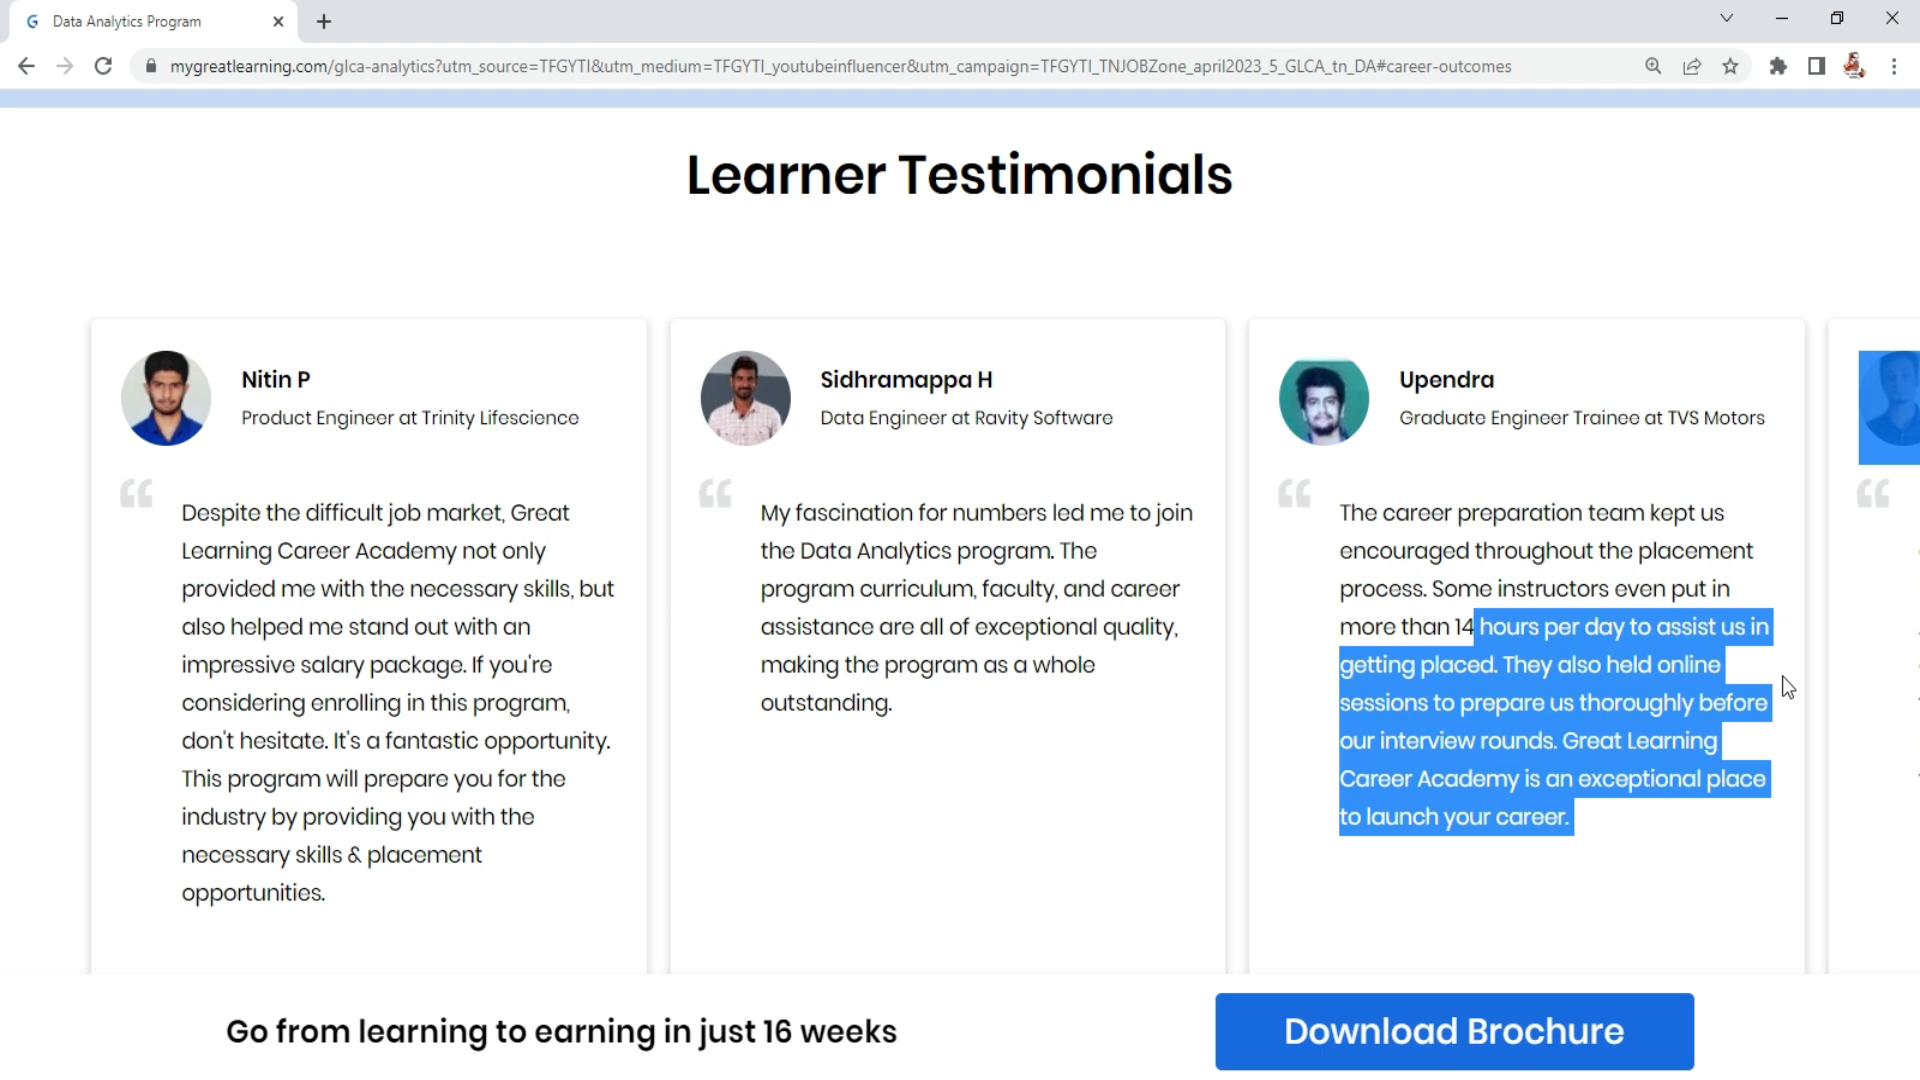 Data Analytics Program
mygreatlearning.com/glca-analytics?utm_source=TFGYTI&utm_medium=TFGYTI_youtubeinfluencer&utm_campaign=TFGYTI_TNJOBZone_april2023_5_GLCA_tn_DA#career-outcomes
Learner Testimonials
Nitin P
Product Engineer at Trinity Lifescience
Despite the difficult job market, Great
Learning Career Academy not only
provided me with the necessary skills, but
also helped me stand out with an
impressive salary package. If you're
considering enrolling in this program,
don't hesitate. It's a fantastic opportunity.
This program will prepare you for the
industry by providing you with the
necessary skills & placement
opportunities.
Sidhramappa H
Data Engineer at Ravity Software
My fascination for numbers led me to join
the Data Analytics program. The
program curriculum, faculty, and career
assistance are all of exceptional quality,
making the program as a whole
outstanding.
Upendra
Graduate Engineer Trainee at TVS Motors
The career preparation team kept us
encouraged throughout the placement
process. Some instructors even put in
more than 14 hours per day to assist us in
getting placed. They also held online
sessions to prepare us thoroughly before
our interview rounds. Great Learning
Career Academy is an exceptional place
to launch your career.
Go from learning to earning in just 16 weeks
Download Brochure